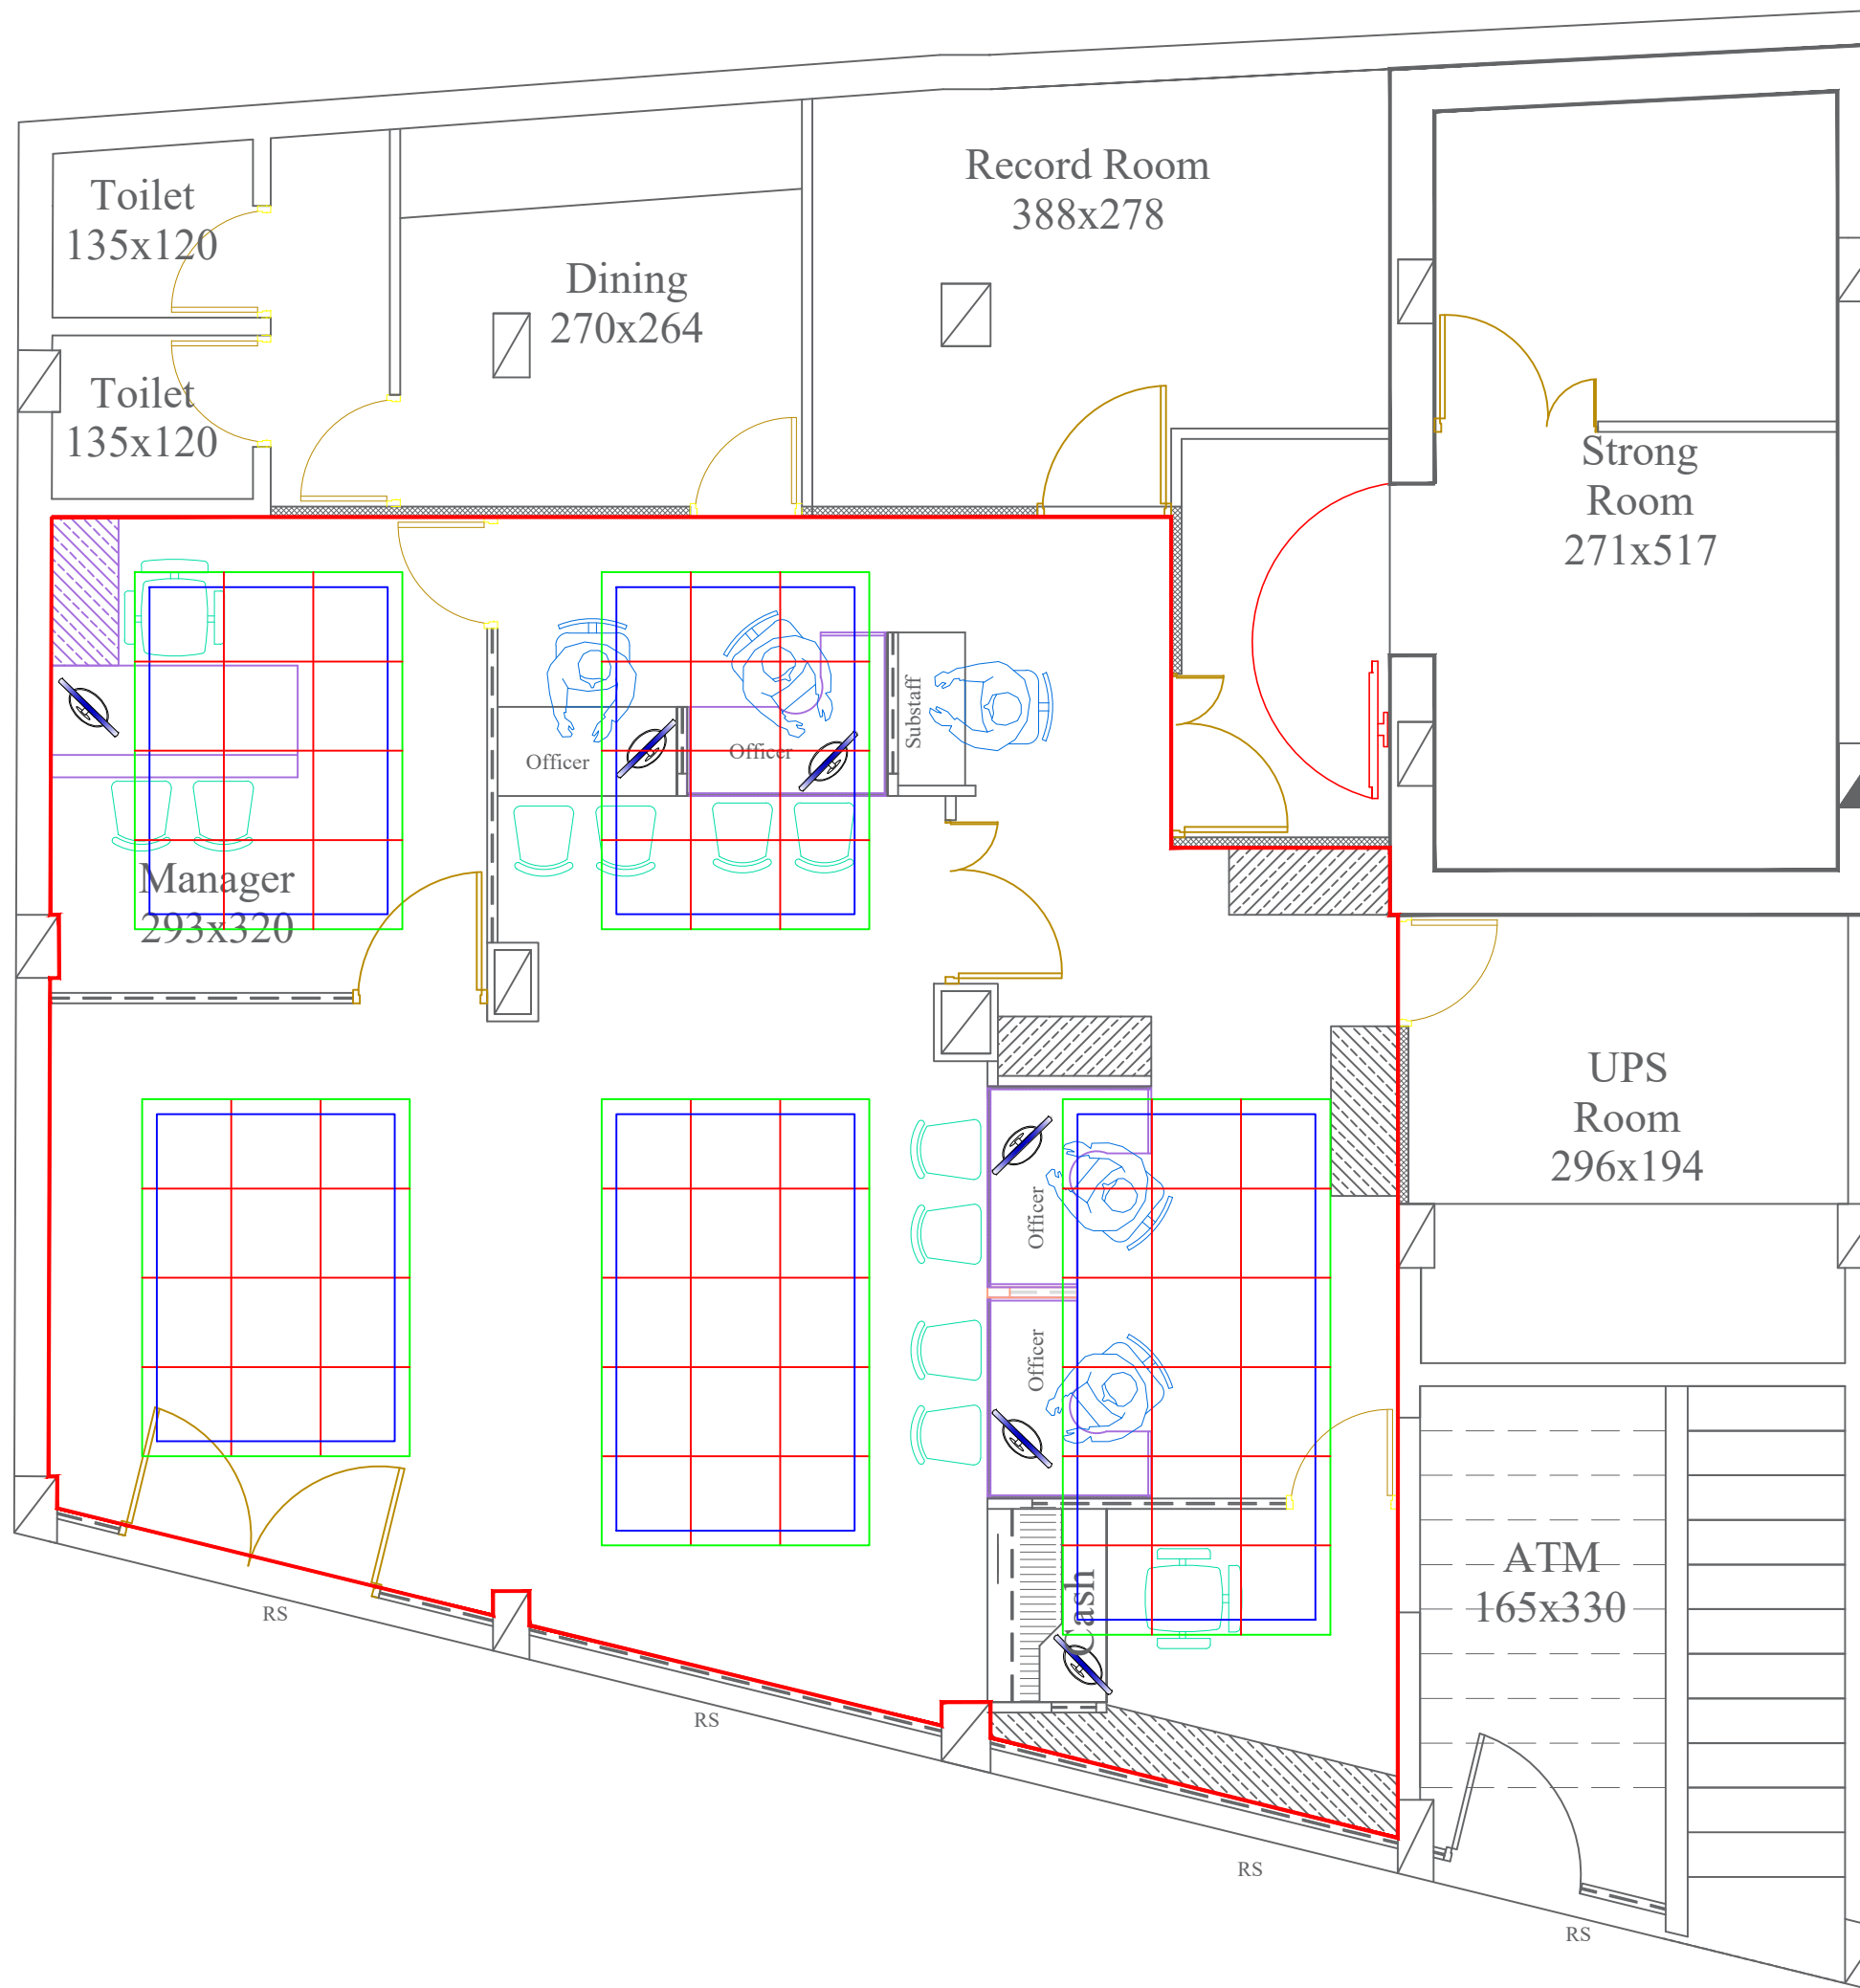 Toilet
135x120
Record Room
388x278
Dining
270x264
Toilet
135x120
Strong
Room
271x517
Officer
Officer
Substaff
Manager
293x320
UPS
Room
296x194
Officer
Officer
Cash
ATM
165x330
RS
RS
RS
RS